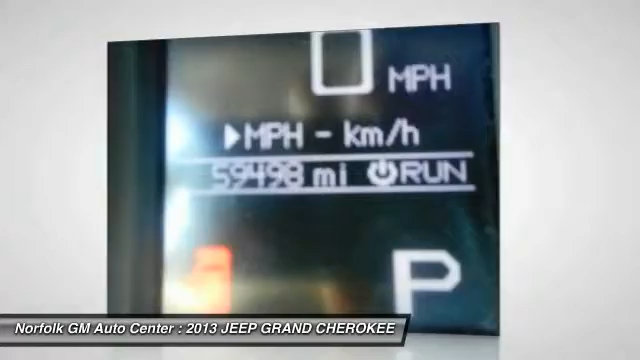 0 MPH
▶MPH - km/h
59498 mi ⏻RUN
P
Norfolk GM Auto Center : 2013 JEEP GRAND CHEROKEE